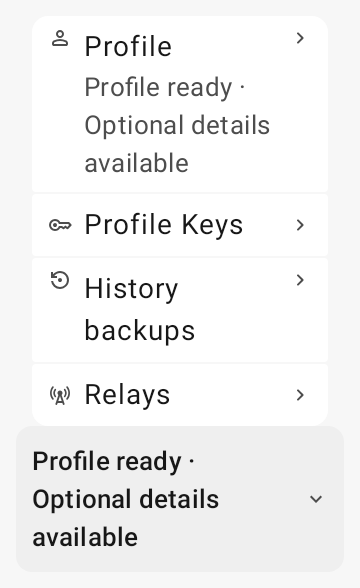 Profile
Profile ready ·
Optional details
available
Profile Keys
History
backups
Relays
Profile ready ·
Optional details
available